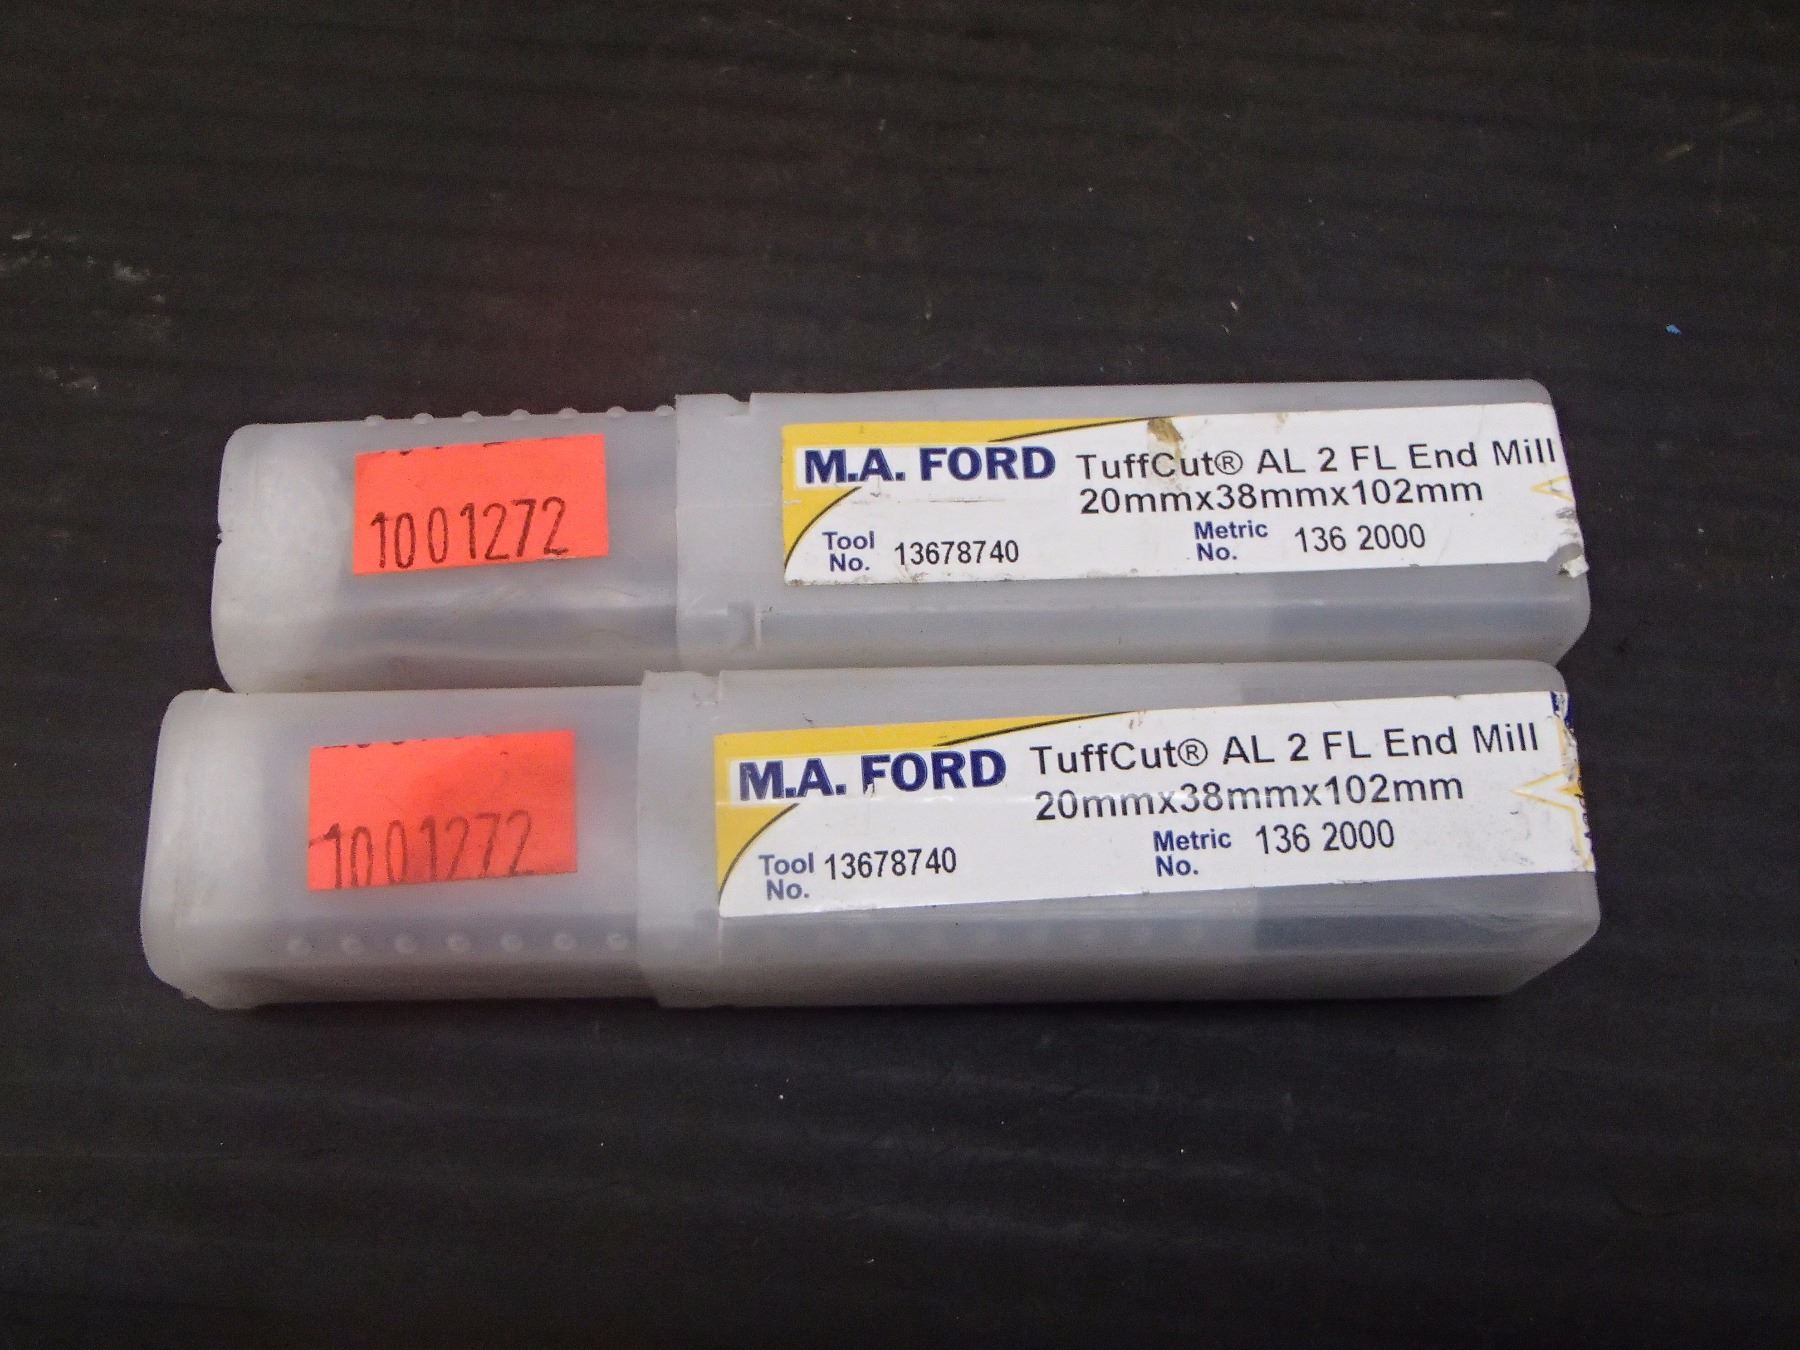 1001272
M.A. FORD
TuffCut® AL 2 FL End Mill
20mmx38mmx102mm
Tool No. 13678740
Metric No. 136 2000
1001272
M.A. FORD
TuffCut® AL 2 FL End Mill
20mmx38mmx102mm
Tool No. 13678740
Metric No. 136 2000